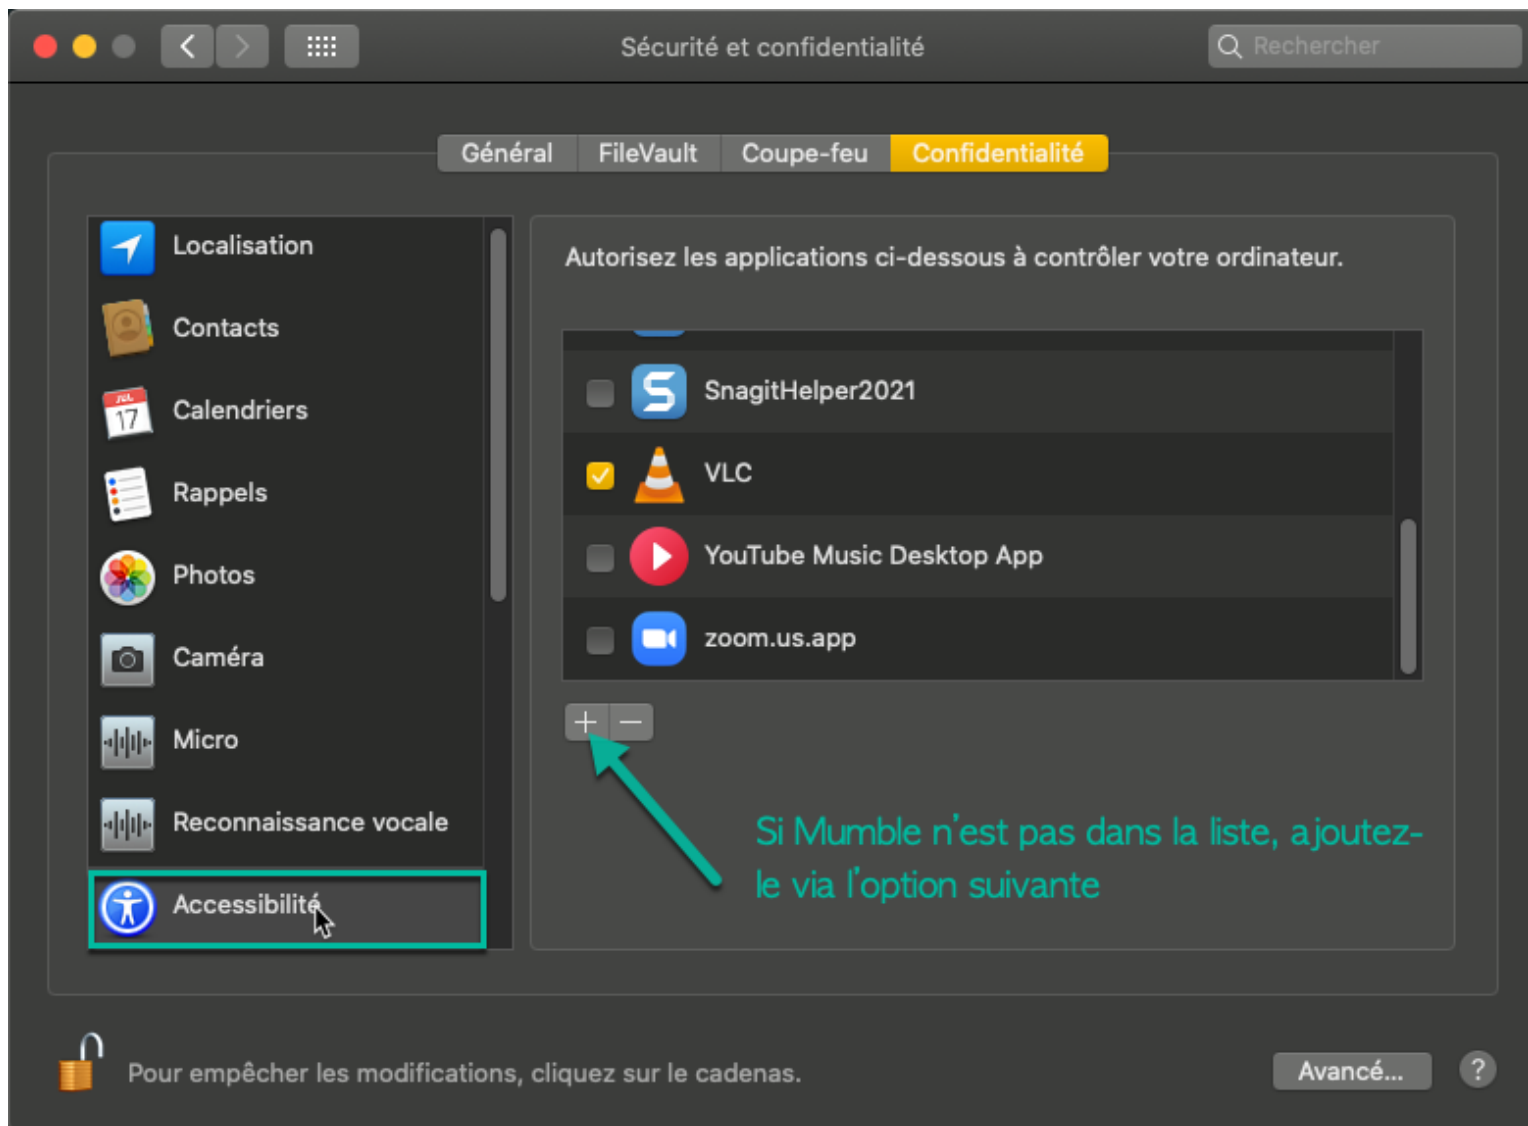 Sécurité et confidentialité
Rechercher
Général
FileVault
Coupe-feu
Confidentialité
Localisation
Contacts
Calendriers
JUL
17
Rappels
Photos
Caméra
Micro
Reconnaissance vocale
Accessibilité
Autorisez les applications ci-dessous à contrôler votre ordinateur.
SnagitHelper2021
VLC
YouTube Music Desktop App
zoom.us.app
Si Mumble n'est pas dans la liste, ajoutez-
le via l'option suivante
Pour empêcher les modifications, cliquez sur le cadenas.
Avancé...
?